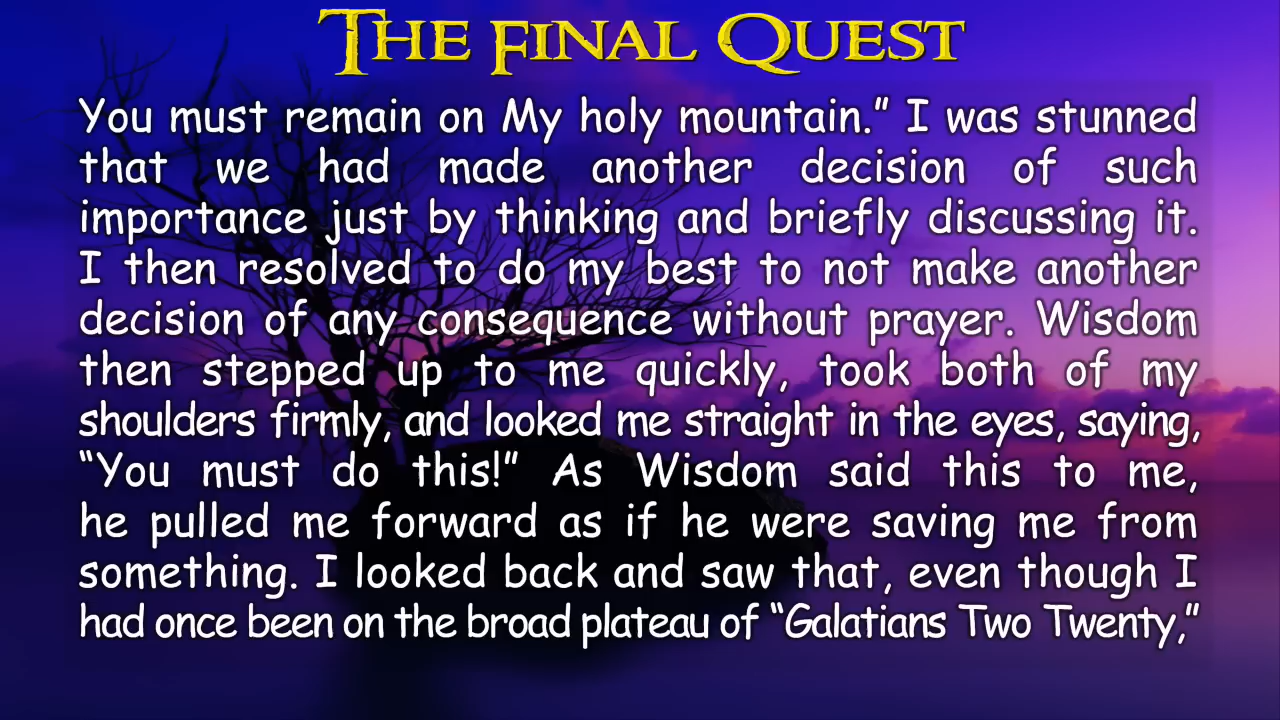 THE FINAL QUEST
You must remain on My holy mountain.” I was stunned
that we had made another decision of such
importance just by thinking and briefly discussing it.
I then resolved to do my best to not make another
decision of any consequence without prayer. Wisdom
then stepped up to me quickly, took both of my
shoulders firmly, and looked me straight in the eyes, saying,
“You must do this!” As Wisdom said this to me,
he pulled me forward as if he were saving me from
something. I looked back and saw that, even though I
had once been on the broad plateau of “Galatians Two Twenty,”